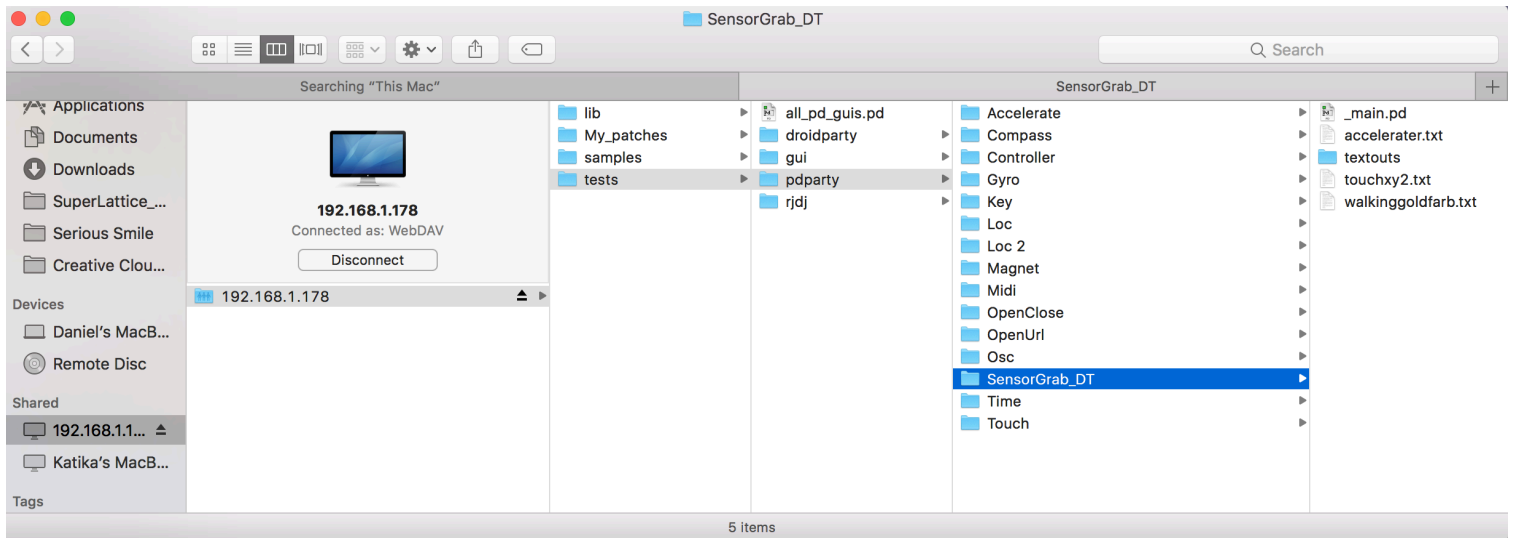 SensorGrab_DT
Search
Searching “This Mac”
SensorGrab_DT
Applications
Documents
Downloads
SuperLattice_...
Serious Smile
Creative Clou...
Devices
Daniel’s MacB...
Remote Disc
Shared
192.168.1.1...
Katika’s MacB...
Tags
192.168.1.178
Connected as: WebDAV
Disconnect
192.168.1.178
lib
My_patches
samples
tests
all_pd_guis.pd
droidparty
gui
pdparty
rjdj
Accelerate
Compass
Controller
Gyro
Key
Loc
Loc 2
Magnet
Midi
OpenClose
OpenUrl
Osc
SensorGrab_DT
Time
Touch
_main.pd
accelerater.txt
textouts
touchxy2.txt
walkinggoldfarb.txt
5 items